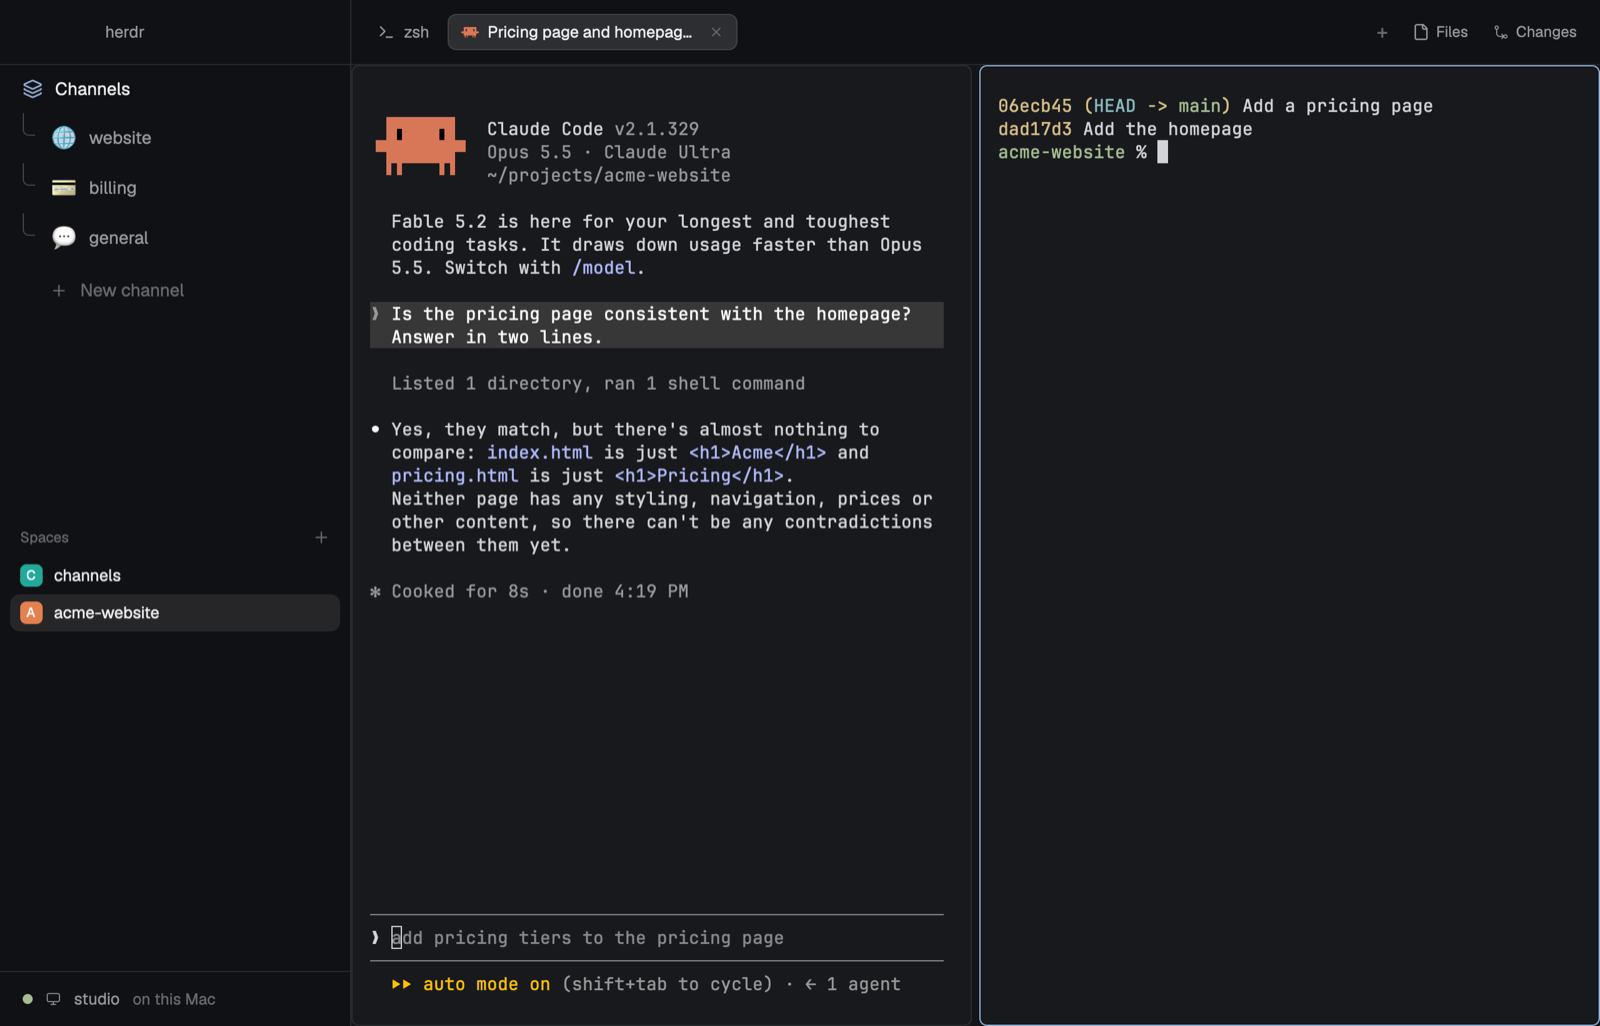 herdr
zsh
Pricing page and homepag...
Files
Changes
Channels
website
billing
general
New channel
Spaces
C channels
A acme-website
studio on this Mac
Claude Code v2.1.329
Opus 5.5 · Claude Ultra
~/projects/acme-website
Fable 5.2 is here for your longest and toughest
coding tasks. It draws down usage faster than Opus
5.5. Switch with /model.
❯ Is the pricing page consistent with the homepage?
Answer in two lines.
Listed 1 directory, ran 1 shell command
● Yes, they match, but there's almost nothing to
compare: index.html is just <h1>Acme</h1> and
pricing.html is just <h1>Pricing</h1>.
Neither page has any styling, navigation, prices or
other content, so there can't be any contradictions
between them yet.
✻ Cooked for 8s · done 4:19 PM
❯ add pricing tiers to the pricing page
⏵⏵ auto mode on (shift+tab to cycle) · ← 1 agent
06ecb45 (HEAD -> main) Add a pricing page
dad17d3 Add the homepage
acme-website %